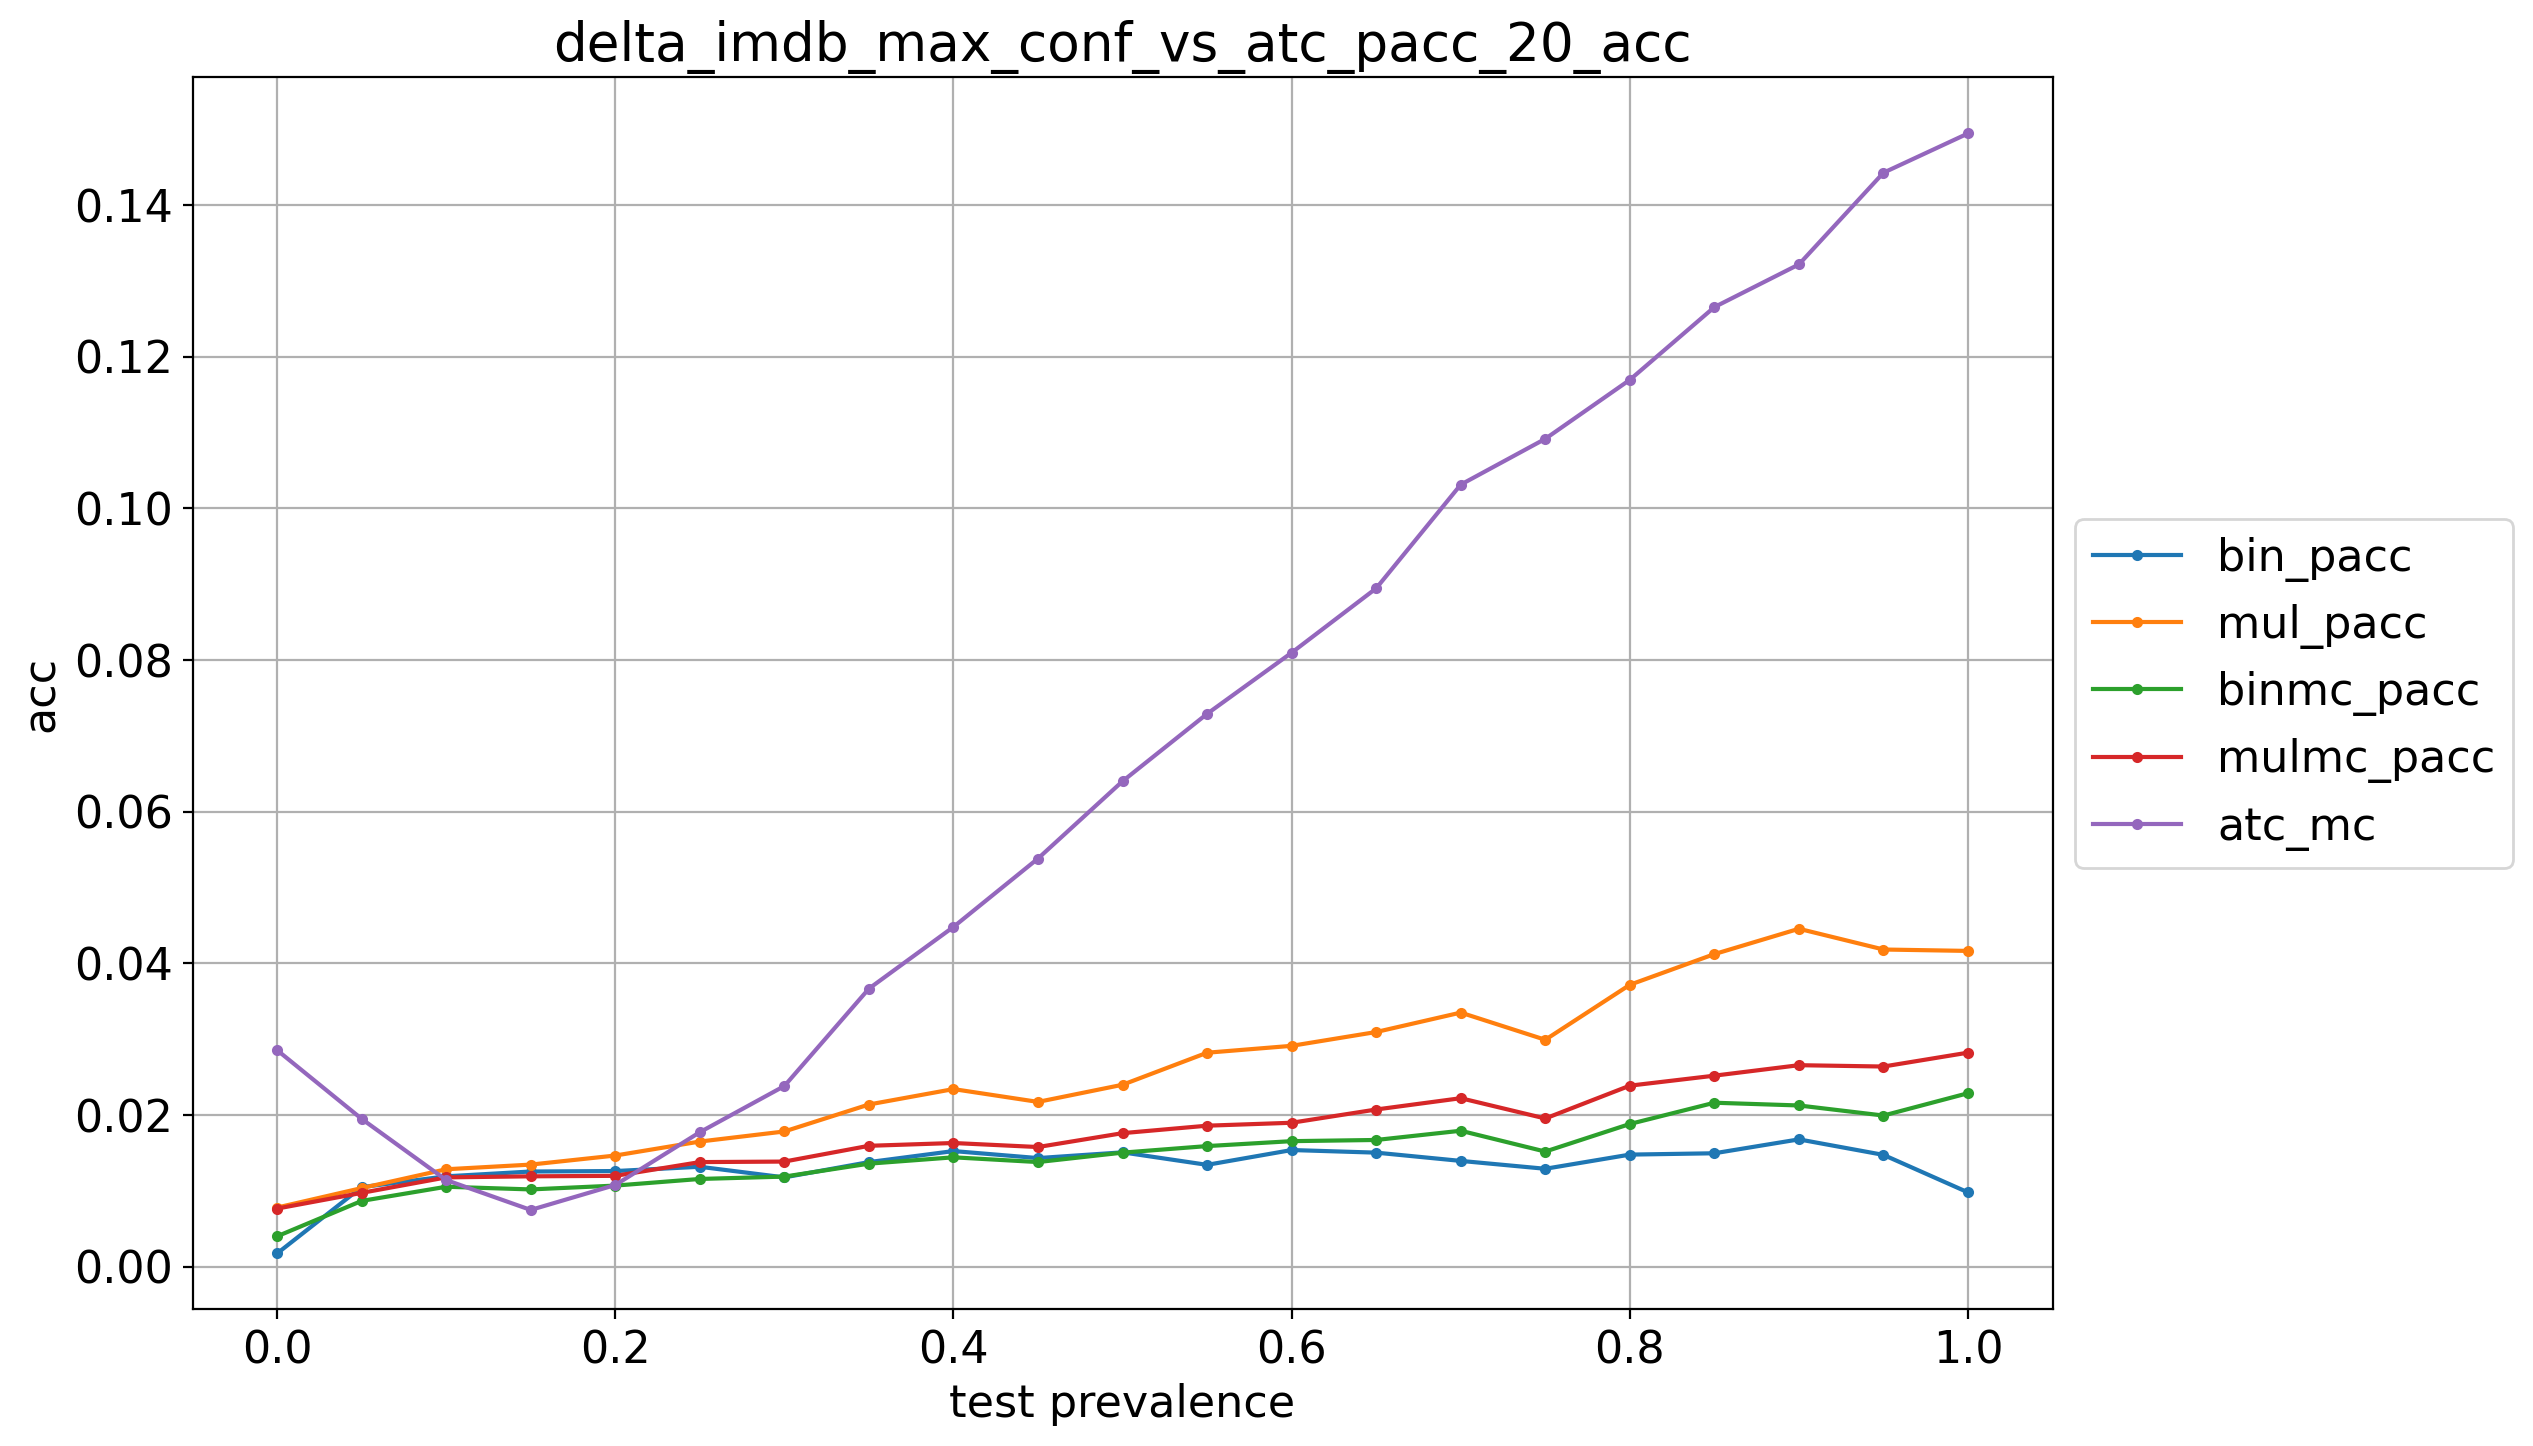 delta_imdb_max_conf_vs_atc_pacc_20_acc
0.14
0.12
0.10
0.08
0.06
0.04
0.02
0.00
acc
0.0 0.2 0.4 0.6 0.8 1.0
test prevalence
bin_pacc
mul_pacc
binmc_pacc
mulmc_pacc
atc_mc